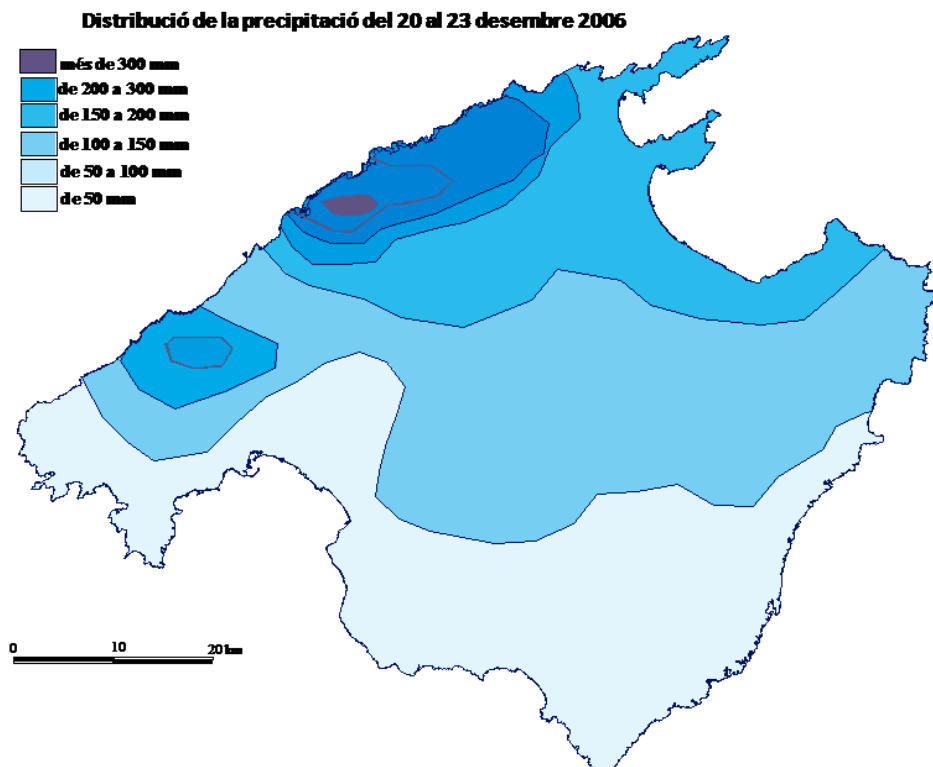 Distribució de la precipitació del 20 al 23 desembre 2006
més de 300 mm
de 200 a 300 mm
de 150 a 200 mm
de 100 a 150 mm
de 50 a 100 mm
de 50 mm
0 10 20 km